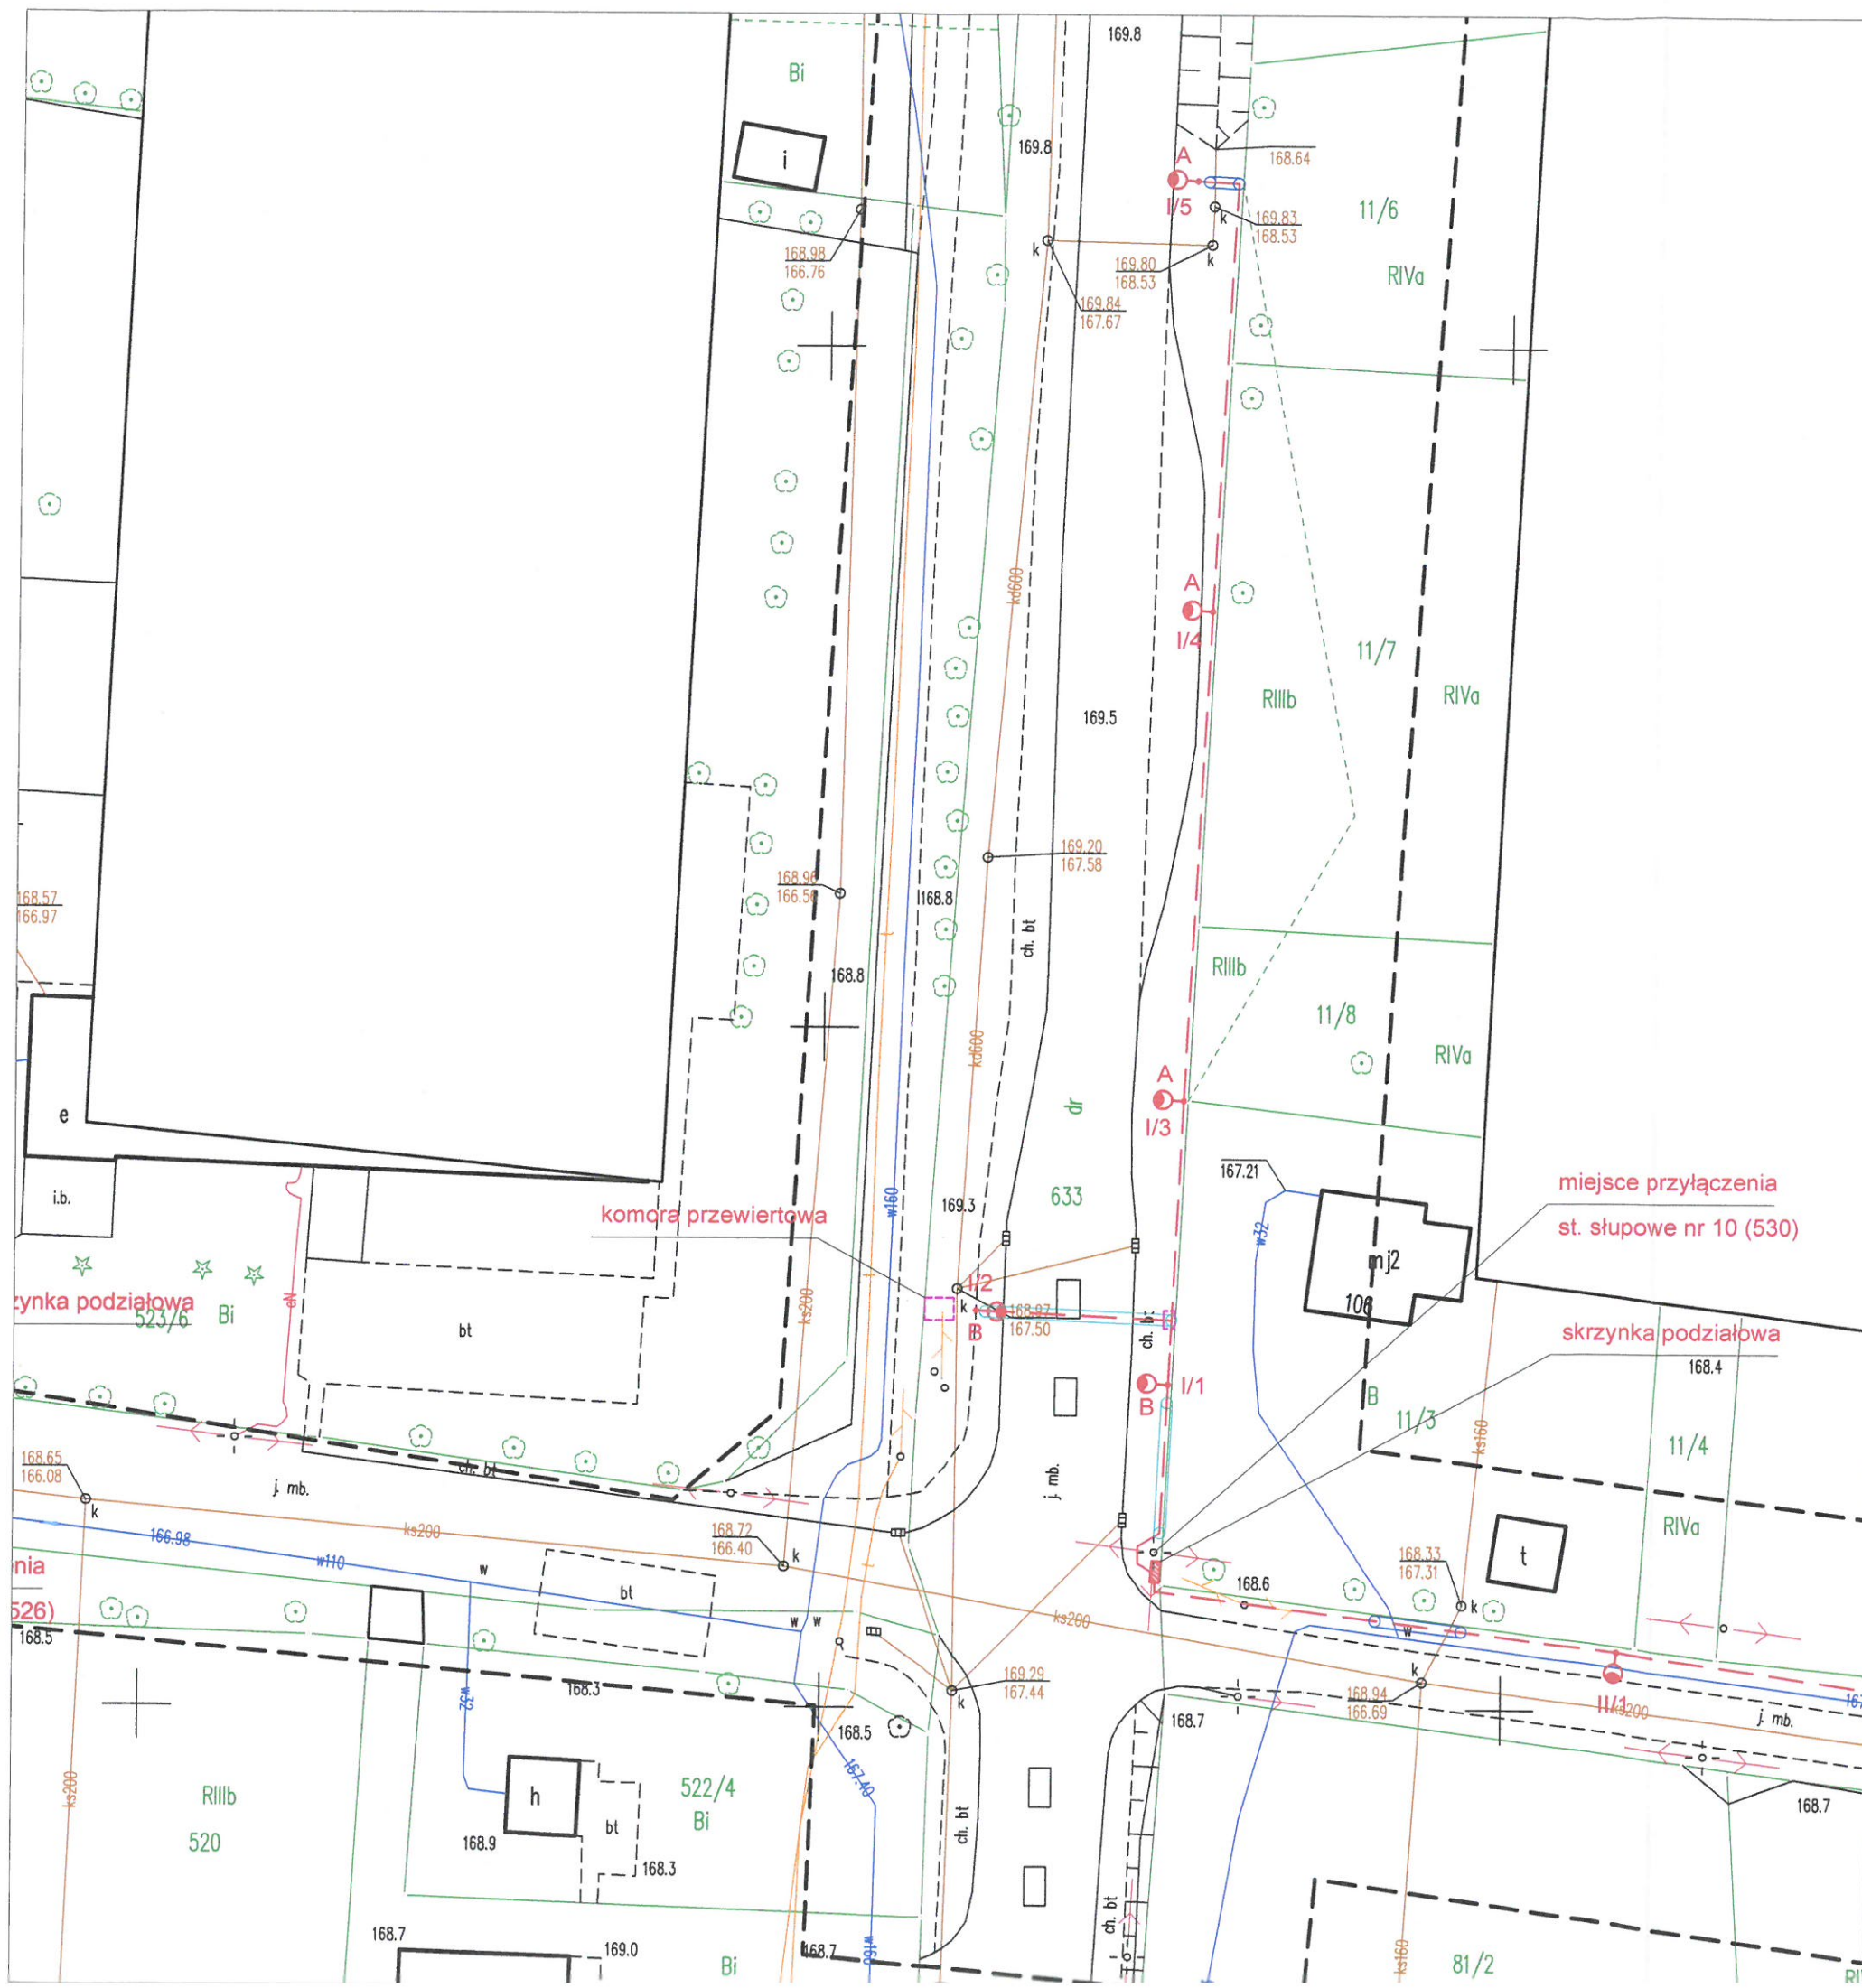 169.8
Bi
i
169.8
A
168.64
I/5
k
169.83
168.53
11/6
k
169.80
168.53
k
RIVa
168.98
166.76
169.84
167.67
kd600
A
I/4
11/7
RIIIb
RIVa
169.5
169.20
167.58
168.57
166.97
168.8
ch. bt
168.8
RIIIb
11/8
RIVa
kd600
A
I/3
dr
e
167.21
miejsce przyłączenia
st. słupowe nr 10 (530)
i.b.
633
w160
169.3
komora przewiertowa
w32
mj2
106
eN
I/2
k
168.97
167.50
B
ks200
zynka podziałowa
523/6
Bi
bt
skrzynka podziałowa
168.4
I/1
B
B
11/3
ks160
11/4
ch. bt
j. mb.
j. mb.
168.65
166.08
k
166.98
ks200
w110
w
168.72
166.40
k
RIVa
t
168.33
167.31
k
nia
526)
168.5
bt
w
w
168.6
ks200
w
w32
168.3
169.29
167.44
k
k
168.94
166.69
II/1
ks200
j. mb.
168.5
168.7
167.40
168.7
RIIIb
520
ks200
h
bt
522/4
Bi
168.9
168.3
ch. bt
ch. bt
168.7
169.0
168.7
w160
Bi
ks160
81/2